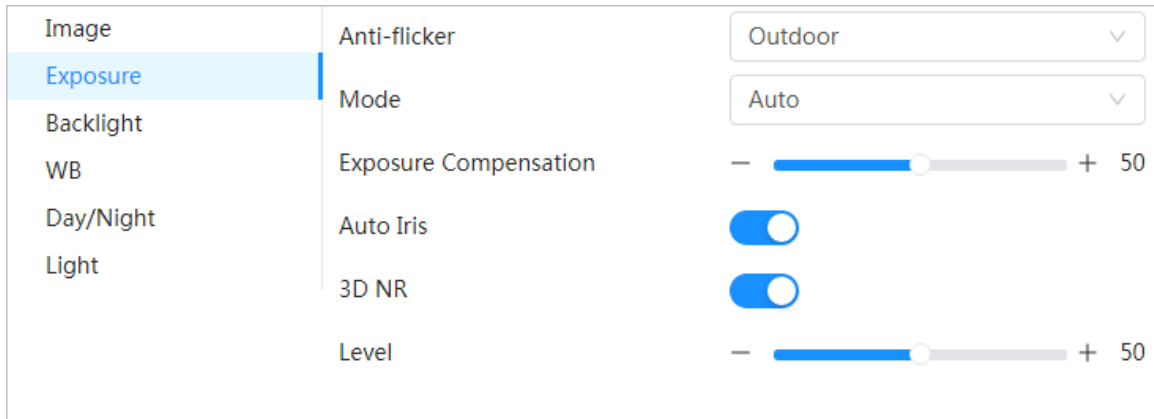 Image
Exposure
Backlight
WB
Day/Night
Light
Anti-flicker Outdoor
Mode Auto
Exposure Compensation − + 50
Auto Iris
3D NR
Level − + 50